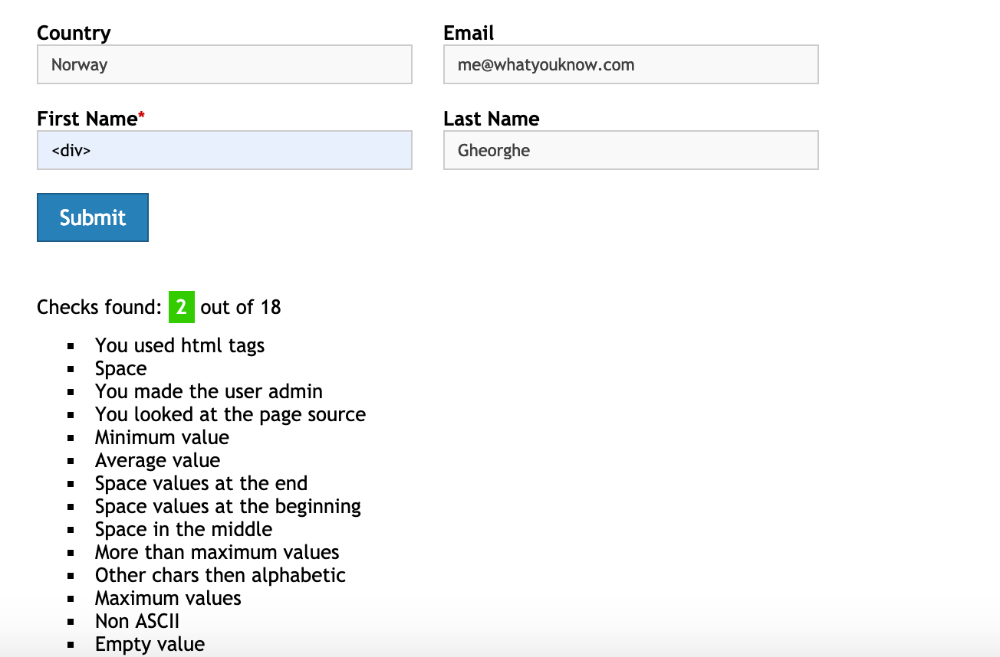 Country
Email
Norway
me@whatyouknow.com
First Name*
Last Name
<div>
Gheorghe
Submit
Checks found: 2 out of 18
You used html tags
Space
You made the user admin
You looked at the page source
Minimum value
Average value
Space values at the end
Space values at the beginning
Space in the middle
More than maximum values
Other chars then alphabetic
Maximum values
Non ASCII
Empty value